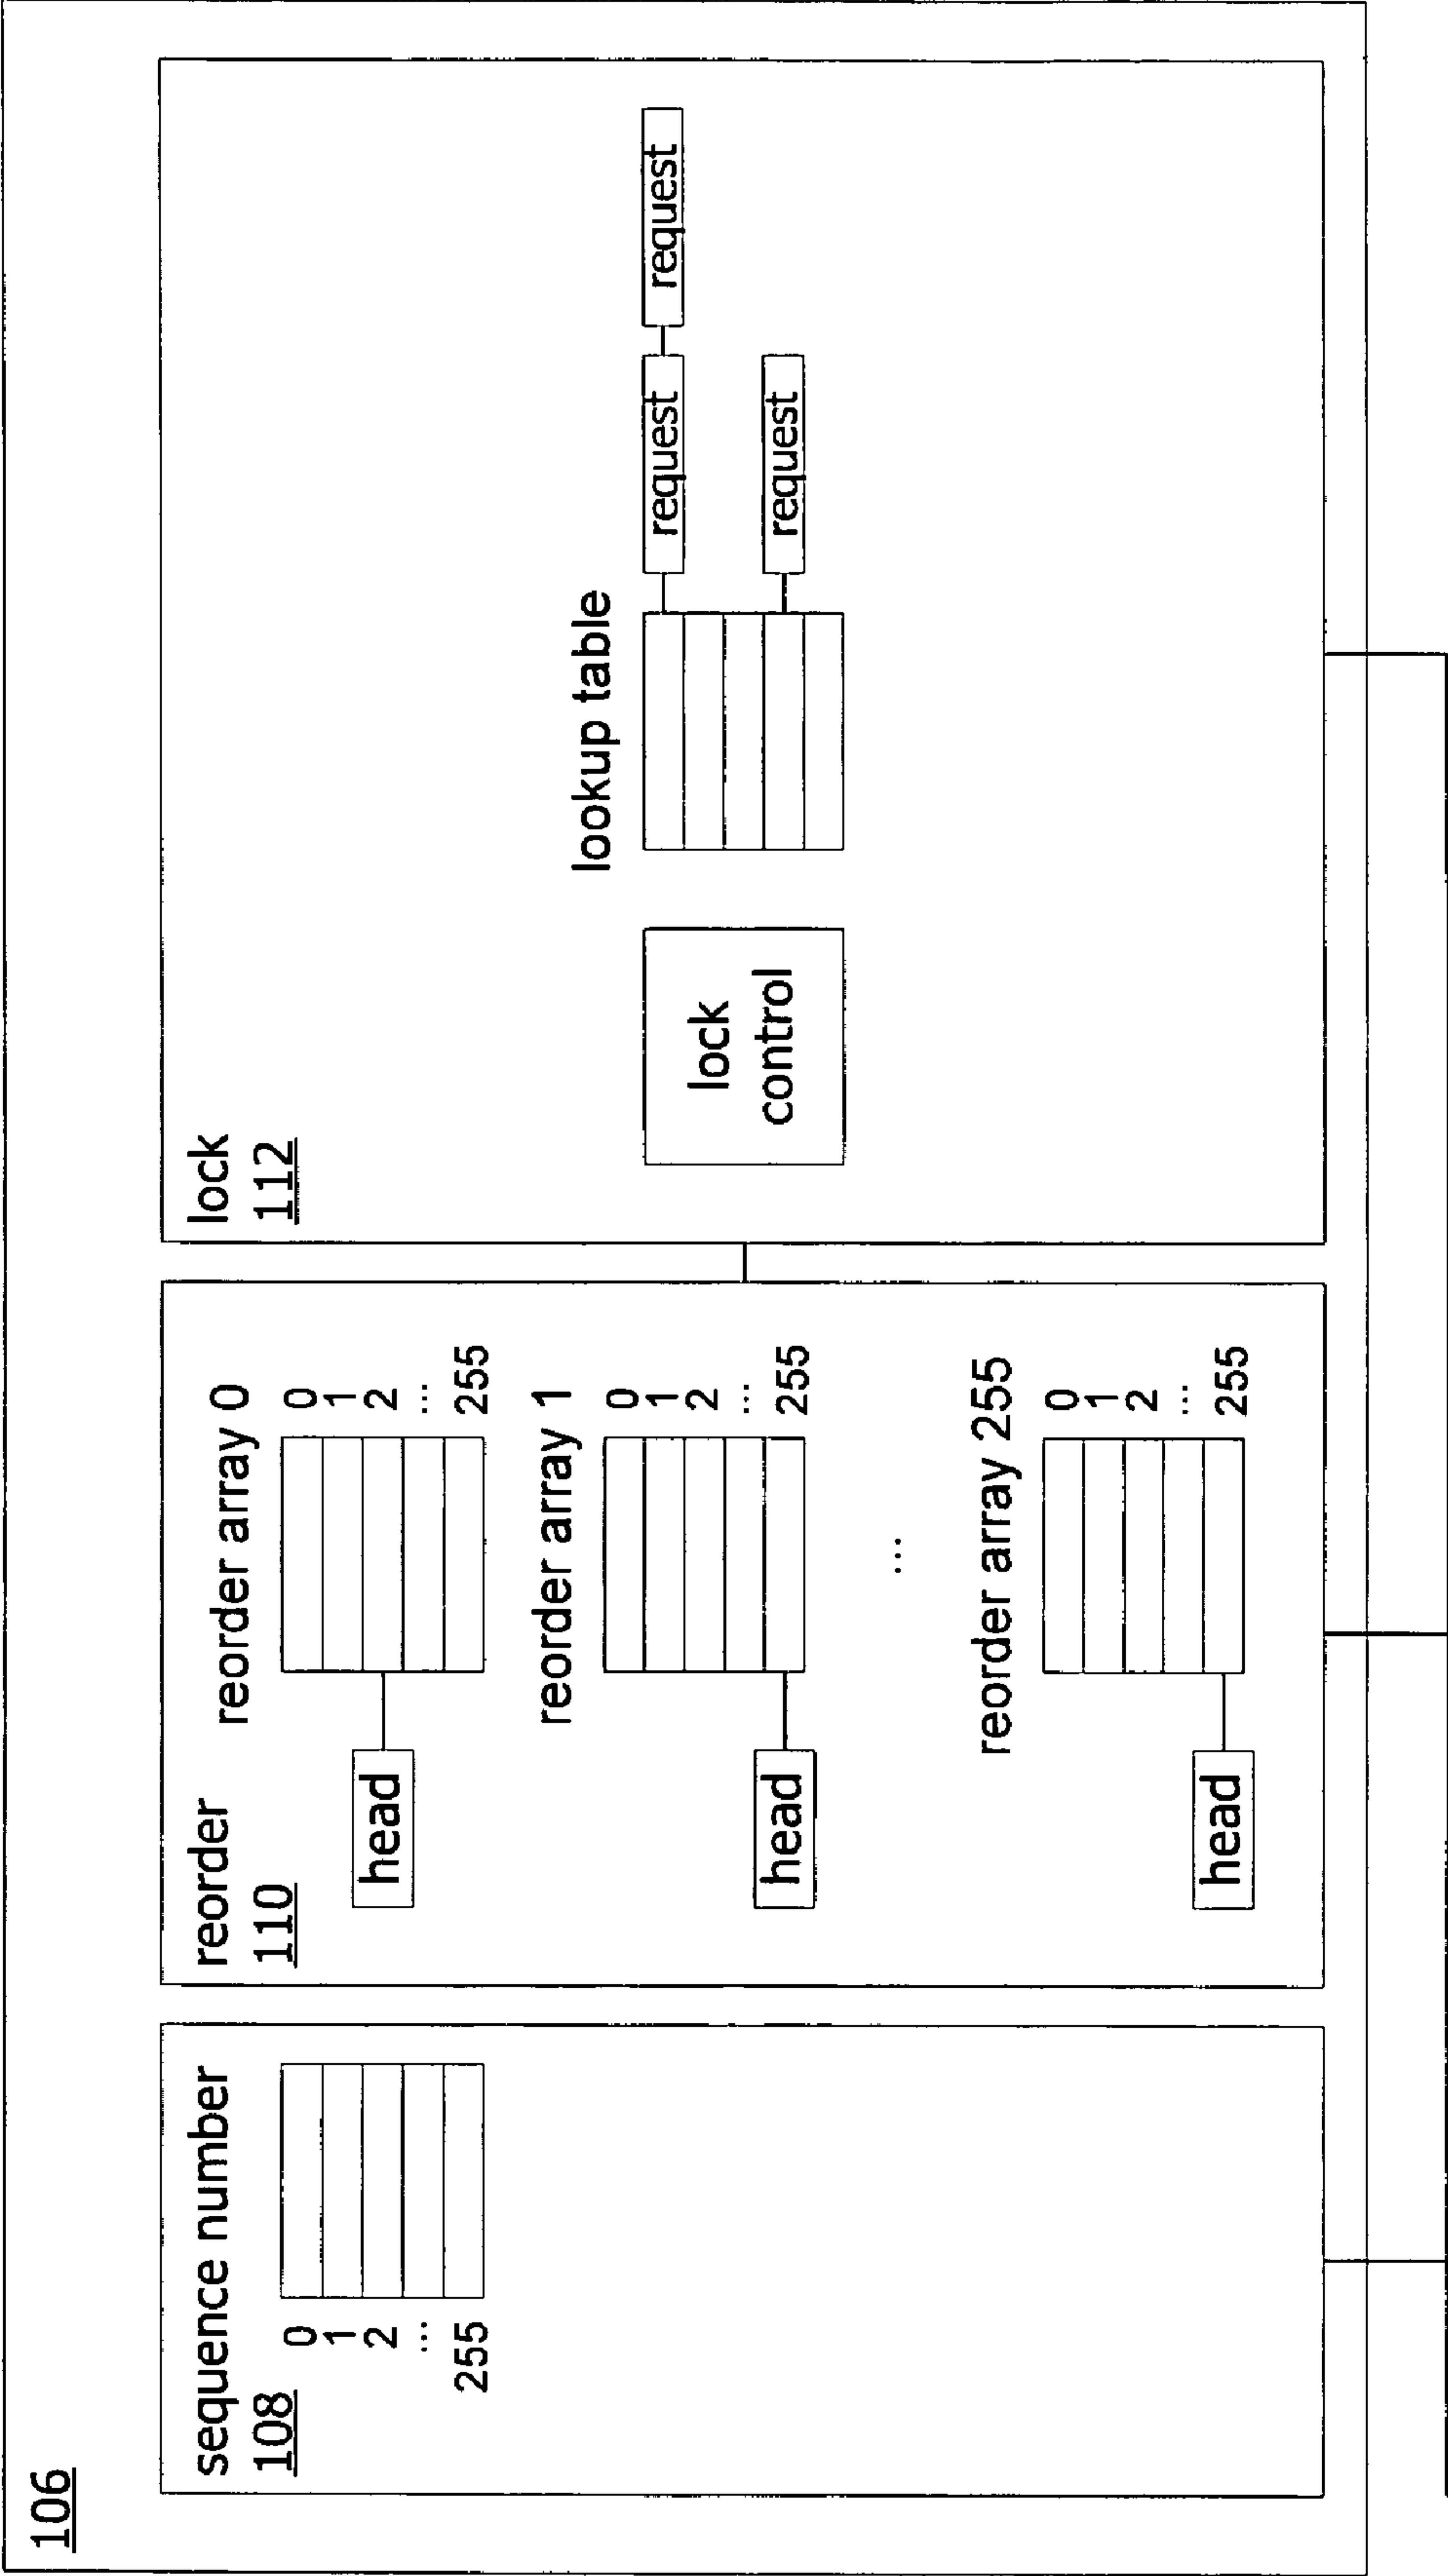 106
sequence number
108
0
1
2
...
255
reorder
110
reorder array 0
head
0
1
2
...
255
reorder array 1
head
0
1
2
...
255
...
reorder array 255
head
0
1
2
...
255
lock
112
lock
control
lookup table
request
request
request